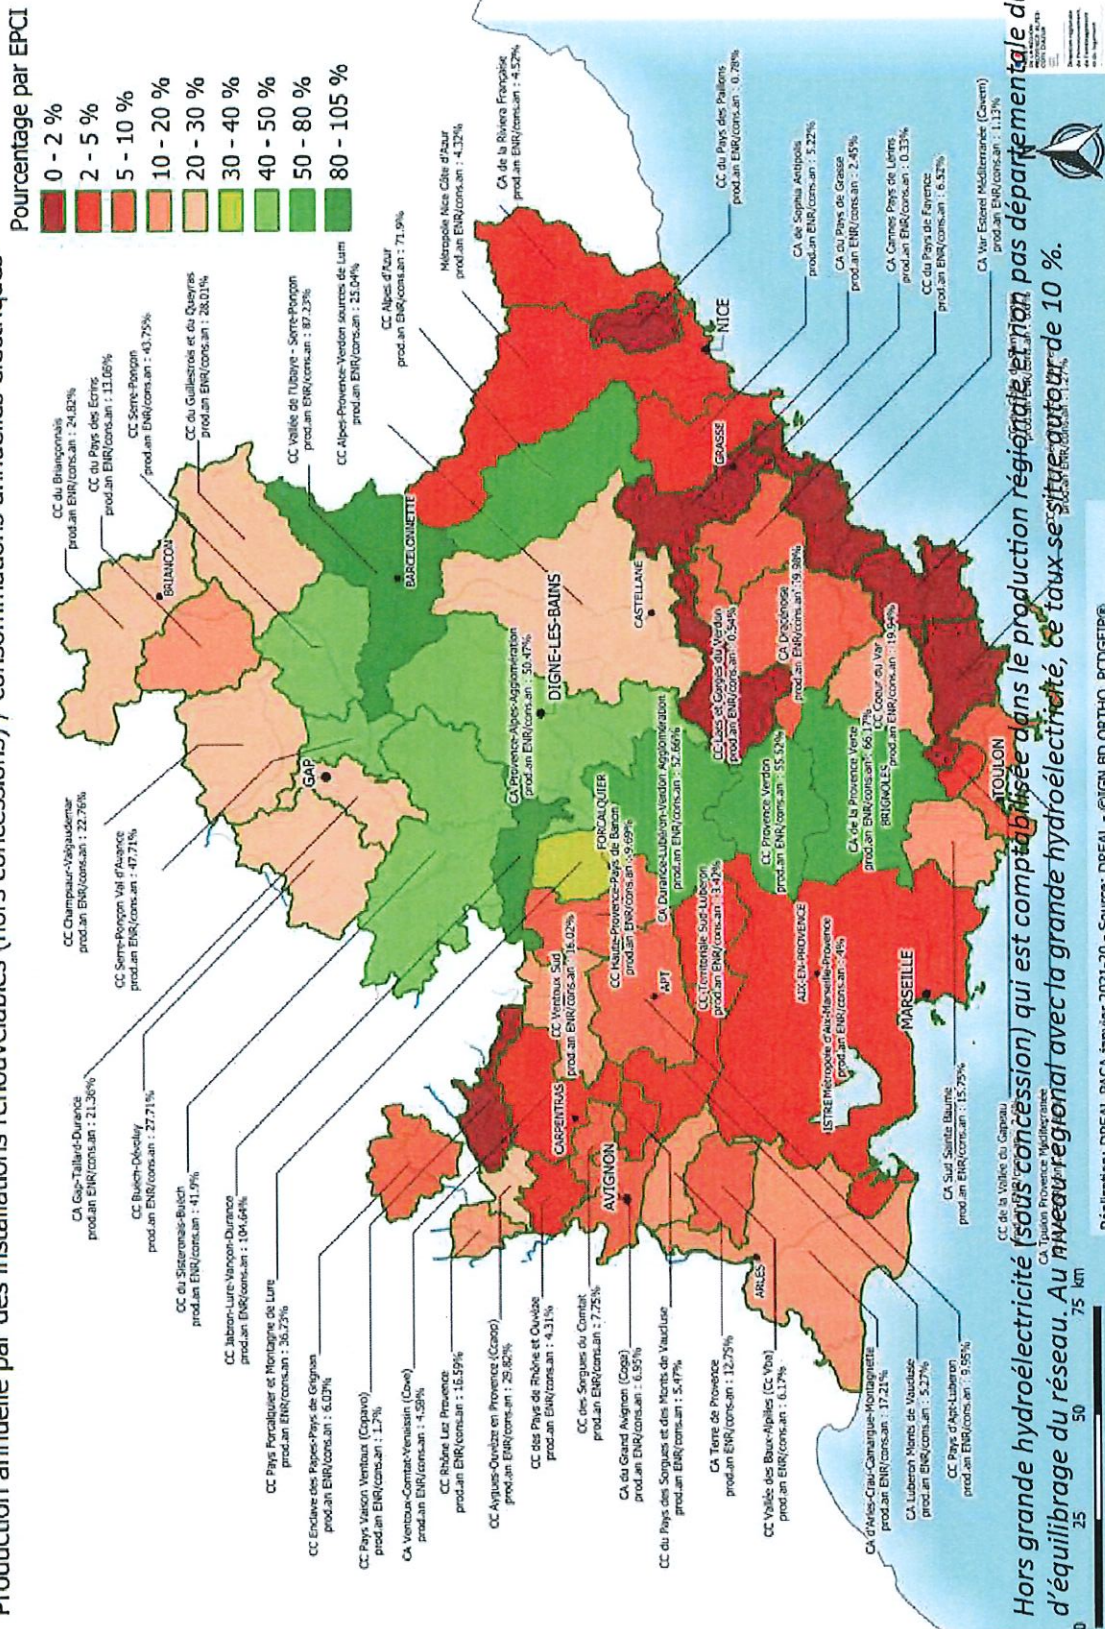 Production annuelle par des installations renouvelables (hors concessions) / consommations annuelles électriques
Pourcentage par EPCI
0 - 2 %
2 - 5 %
5 - 10 %
10 - 20 %
20 - 30 %
30 - 40 %
40 - 50 %
50 - 80 %
80 - 105 %
CC du Briançonnais
prod.an ENR/cons.an : 24.82%
CC du Pays des Ecrins
prod.an ENR/cons.an : 13.06%
CC Serre-Ponçon
prod.an ENR/cons.an : 43.75%
CC du Guillestrois et du Queyras
prod.an ENR/cons.an : 28.01%
CC Vallée de l'Ubaye - Serre-Ponçon
prod.an ENR/cons.an : 87.23%
CC Alpes-Provence-Verdon sources de Lumi
prod.an ENR/cons.an : 25.04%
CC Alpes d'Azur
prod.an ENR/cons.an : 71.9%
Métropole Nice Côte d'Azur
prod.an ENR/cons.an : 4.32%
CA de la Riviera Française
prod.an ENR/cons.an : 4.52%
CC du Pays des Paillons
prod.an ENR/cons.an : 0.78%
CA de Sophia Antipolis
prod.an ENR/cons.an : 5.22%
CA du Pays de Grasse
prod.an ENR/cons.an : 2.45%
CA Cannes Pays de Lérins
prod.an ENR/cons.an : 0.33%
CC du Pays de Fayence
prod.an ENR/cons.an : 6.52%
CA Var Esterel Méditerranée (Cavem)
prod.an ENR/cons.an : 1.13%
CC Champsaur-Valgaudemar
prod.an ENR/cons.an : 22.76%
CC Serre-Ponçon Val d'Avance
prod.an ENR/cons.an : 47.71%
CA Gap-Tallard-Durance
prod.an ENR/cons.an : 21.36%
CC Buëch-Dévoluy
prod.an ENR/cons.an : 27.71%
CC du Sisteronais-Buëch
prod.an ENR/cons.an : 41.9%
CC Jabron-Lure-Vançon-Durance
prod.an ENR/cons.an : 104.64%
CC Pays Forcalquier et Montagne de Lure
prod.an ENR/cons.an : 36.73%
CC Enclave des Papes-Pays de Grignan
prod.an ENR/cons.an : 6.03%
CC Pays Vaison Ventoux (Copavo)
prod.an ENR/cons.an : 1.7%
CA Ventoux-Comtat-Venaissin (Cove)
prod.an ENR/cons.an : 4.58%
CC Rhône Lez Provence
prod.an ENR/cons.an : 16.59%
CC Aygues-Ouvèze en Provence (Ccaop)
prod.an ENR/cons.an : 29.82%
CC des Pays de Rhône et Ouvèze
prod.an ENR/cons.an : 4.31%
CC des Sorgues du Comtat
prod.an ENR/cons.an : 7.75%
CA du Grand Avignon (Coga)
prod.an ENR/cons.an : 6.95%
CC du Pays des Sorgues et des Monts de Vaucluse
prod.an ENR/cons.an : 5.47%
CA Terre de Provence
prod.an ENR/cons.an : 12.75%
CC Vallée des Baux-Alpilles (Cc Vba)
prod.an ENR/cons.an : 6.17%
CA d'Arles-Crau-Camargue-Montagnette
prod.an ENR/cons.an : 17.21%
CA Luberon Monts de Vaucluse
prod.an ENR/cons.an : 5.27%
CC Pays d'Apt-Luberon
prod.an ENR/cons.an : 9.95%
BRIANCON
BARCELONNETTE
GAP
DIGNE-LES-BAINS
CASTELLANE
NICE
GRASSE
CA Provence-Alpes-Agglomération
prod.an ENR/cons.an : 50.47%
FORCALQUIER
CC Haute-Provence-Pays de Banon
prod.an ENR/cons.an : 9.69%
CA Durance-Lubéron-Verdon Agglomération
prod.an ENR/cons.an : 52.66%
CC Lacs et Gorges du Verdon
prod.an ENR/cons.an : 0.54%
CA Dracénoise
prod.an ENR/cons.an : 9.98%
CC Coeur du Var
prod.an ENR/cons.an : 19.94%
CC Provence Verdon
prod.an ENR/cons.an : 55.52%
CA de la Provence Verte
prod.an ENR/cons.an : 66.17%
BRIGNOLES
CC Ventoux Sud
prod.an ENR/cons.an : 16.02%
CARPENTRAS
AVIGNON
APT
CC Territoriale Sud-Luberon
prod.an ENR/cons.an : 3.42%
AIX-EN-PROVENCE
ISTRES
Métropole d'Aix-Marseille-Provence
prod.an ENR/cons.an : 4%
MARSEILLE
ARLES
TOULON
CA Sud Sainte Baume
prod.an ENR/cons.an : 15.75%
CC de la Vallée du Gapeau
CA Toulon Provence Méditerranée
Hors grande hydroélectricité (sous concession) qui est comptabilisée dans le production régionale et non pas départementale d
d'équilibrage du réseau. Au niveau régional avec la grande hydroélectricité, ce taux se situe autour de 10 %.
25 50 75 km
Réalisation: DREAL PACA janvier 2021-20 - Source: DREAL - ©IGN BD ORTHO, BCDGFIP®